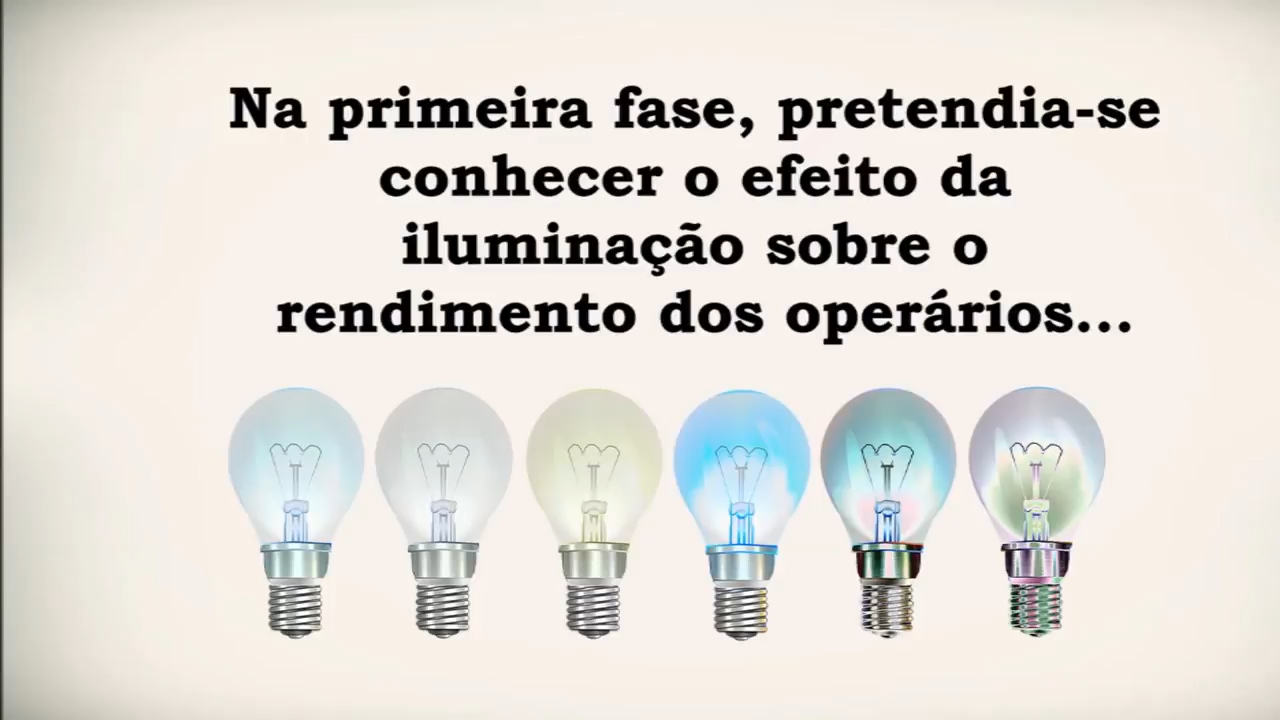 Na primeira fase, pretendia-se
conhecer o efeito da
iluminação sobre o
rendimento dos operários...